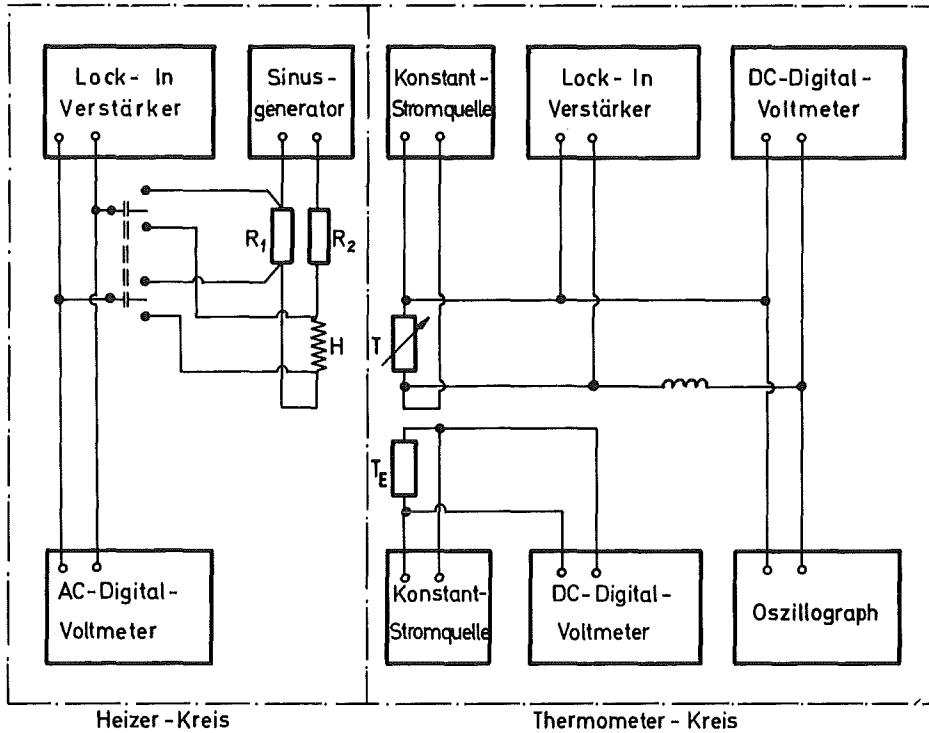 Lock- In
Verstärker
Sinus-
generator
Konstant-
Stromquelle
Lock- In
Verstärker
DC-Digital-
Voltmeter
R1
R2
H
T
TE
AC-Digital-
Voltmeter
Konstant-
Stromquelle
DC-Digital-
Voltmeter
Oszillograph
Heizer-Kreis
Thermometer-Kreis